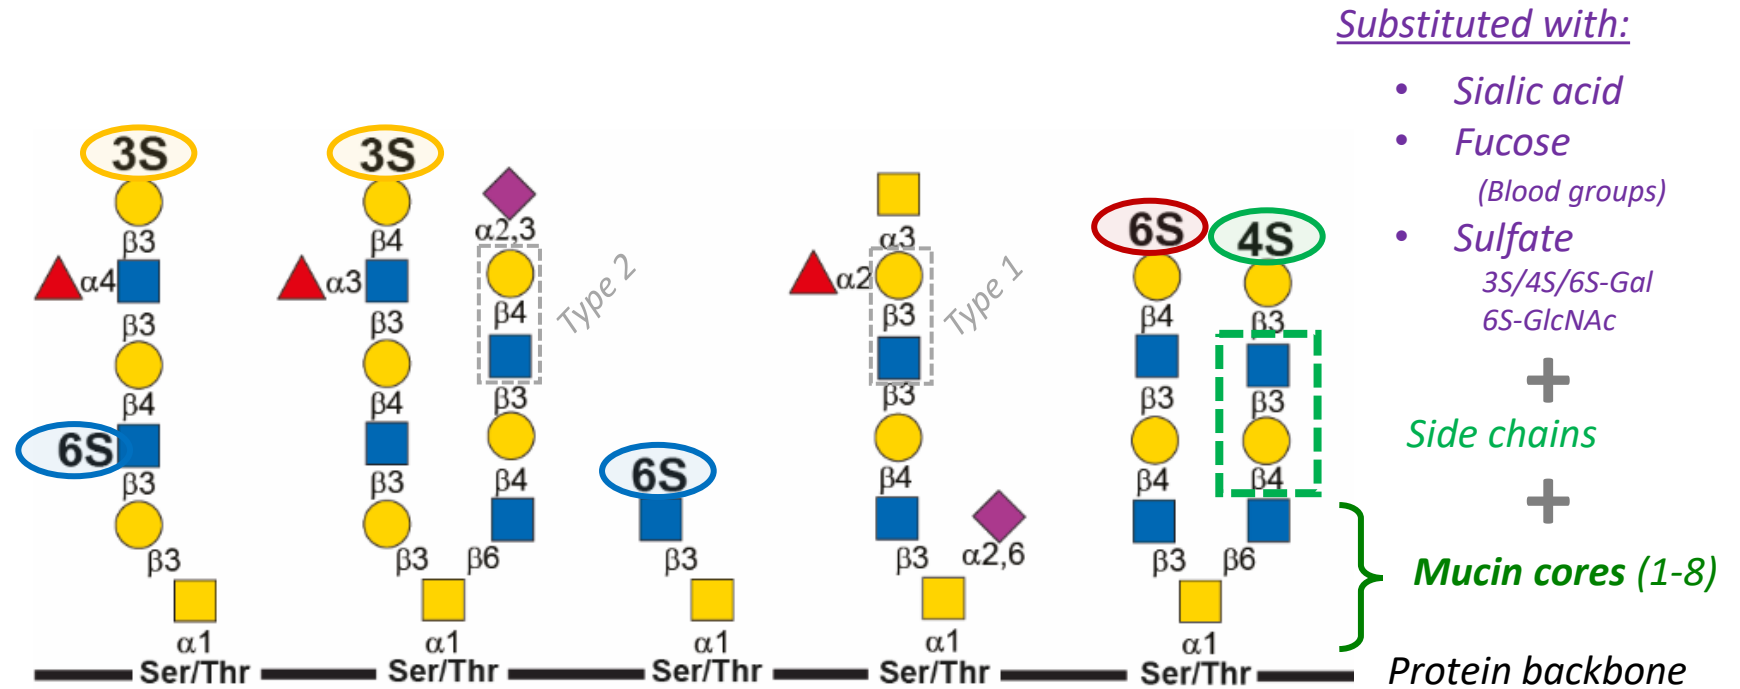 Substituted with:
• Sialic acid
• Fucose
(Blood groups)
• Sulfate
3S/4S/6S-Gal
6S-GlcNAc
+
Side chains
+
Mucin cores (1-8)
Protein backbone
3S
β3
α4
β3
β4
6S
β3
β3
α1
Ser/Thr
3S
β4
α3
β3
β4
β3
β3
α2,3
Type 2
β4
β3
β4
β6
α1
Ser/Thr
6S
β3
α1
Ser/Thr
α3
α2
Type 1
β3
β3
β4
β3
α2,6
α1
Ser/Thr
6S
β4
β3
β4
β3
4S
β3
β3
β4
β6
α1
Ser/Thr